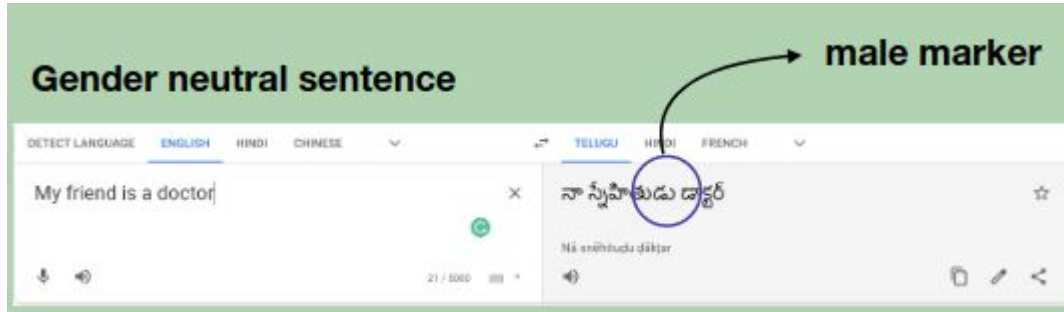 male marker
Gender neutral sentence
DETECT LANGUAGE ENGLISH HINDI CHINESE
TELUGU HINDI FRENCH
My friend is a doctor
నా స్నేహితుడు డాక్టర్
Nā snēhituḍu ḍākṭar
21 / 5000